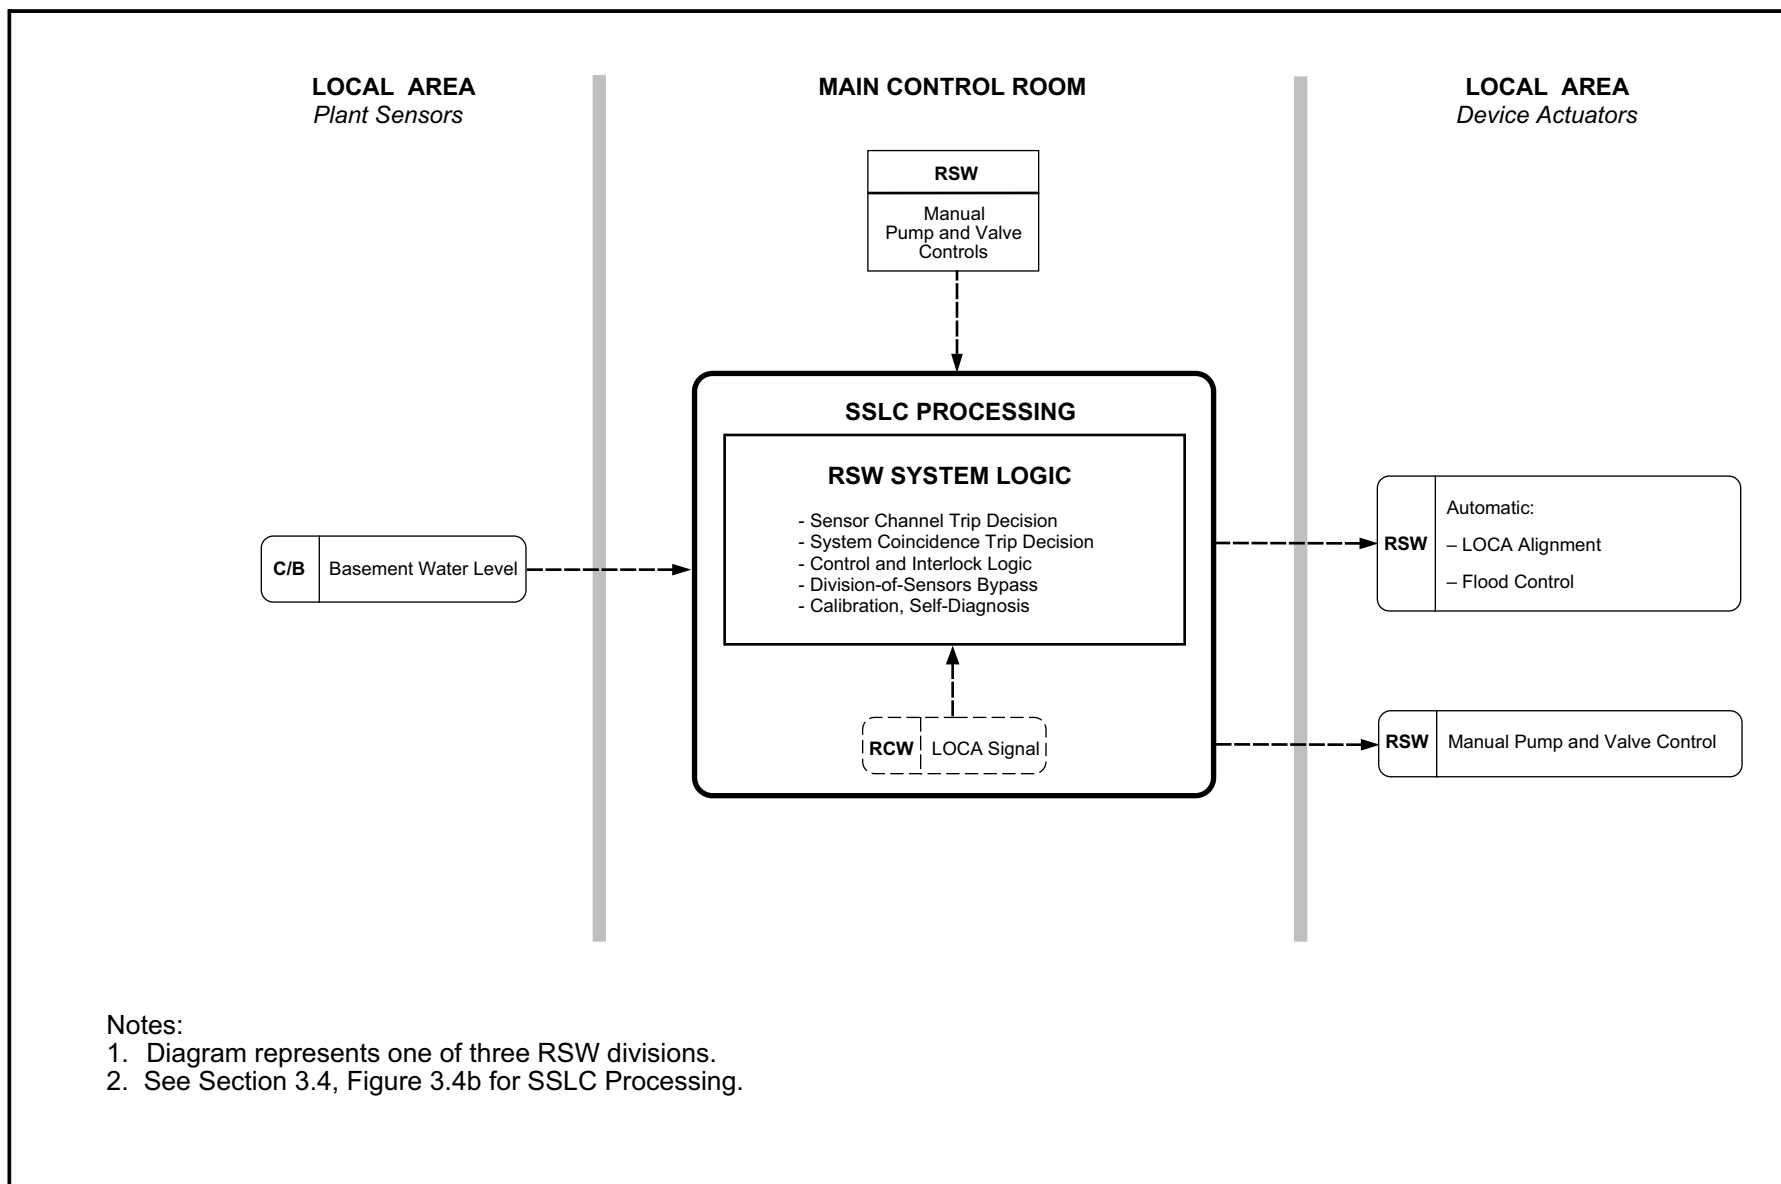 LOCAL AREA
Plant Sensors
MAIN CONTROL ROOM
LOCAL AREA
Device Actuators
RSW
Manual
Pump and Valve
Controls
SSLC PROCESSING
RSW SYSTEM LOGIC
- Sensor Channel Trip Decision
- System Coincidence Trip Decision
- Control and Interlock Logic
- Division-of-Sensors Bypass
- Calibration, Self-Diagnosis
C/B Basement Water Level
RCW LOCA Signal
RSW
Automatic:
– LOCA Alignment
– Flood Control
RSW Manual Pump and Valve Control
Notes:
1. Diagram represents one of three RSW divisions.
2. See Section 3.4, Figure 3.4b for SSLC Processing.